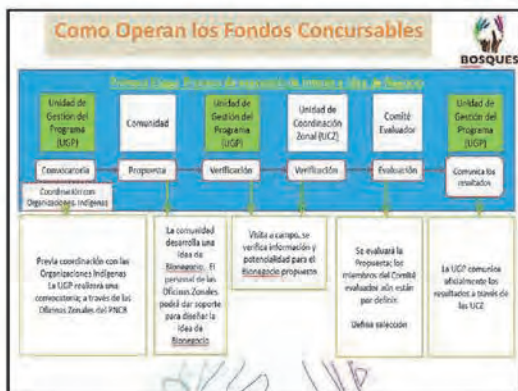 Como Operan los Fondos Concursables
BOSQUES
Primera Etapa: Proceso de expresión de Interes e Idea de Negocio
Unidad de
Gestion del
Programa
(UGP)
Comunidad
Unidad de
Gestión del
Programa
(UGP)
Unidad de
Coordinación
Zonal (UCZ)
Comité
Evaluador
Unidad de
Gestión del
Programa
(UGP)
Convocatoria
Propuesta
Verificación
Verificación
Evaluación
Comunica los
resultados
Coordinación con
Organizaciones Indígenas
Previa coordinación con las
Organizaciones Indígenas
La UGP realizará una
convocatoria; a través de las
Oficinas Zonales del PNCB
La comunidad
desarrolla una
idea de
Bionegocio. El
personal de las
Oficinas Zonales
podrá dar soporte
para diseñar la
idea de
Bionegocio
Visita a campo, se
verifica información y
potencialidad para el
Bionegocio propuesto
Se evaluará la
Propuesta; los
miembros del Comité
evaluador aún están
por definir.
Define selección
La UGP comunica
oficialmente los
resultados a través de
las UCZ